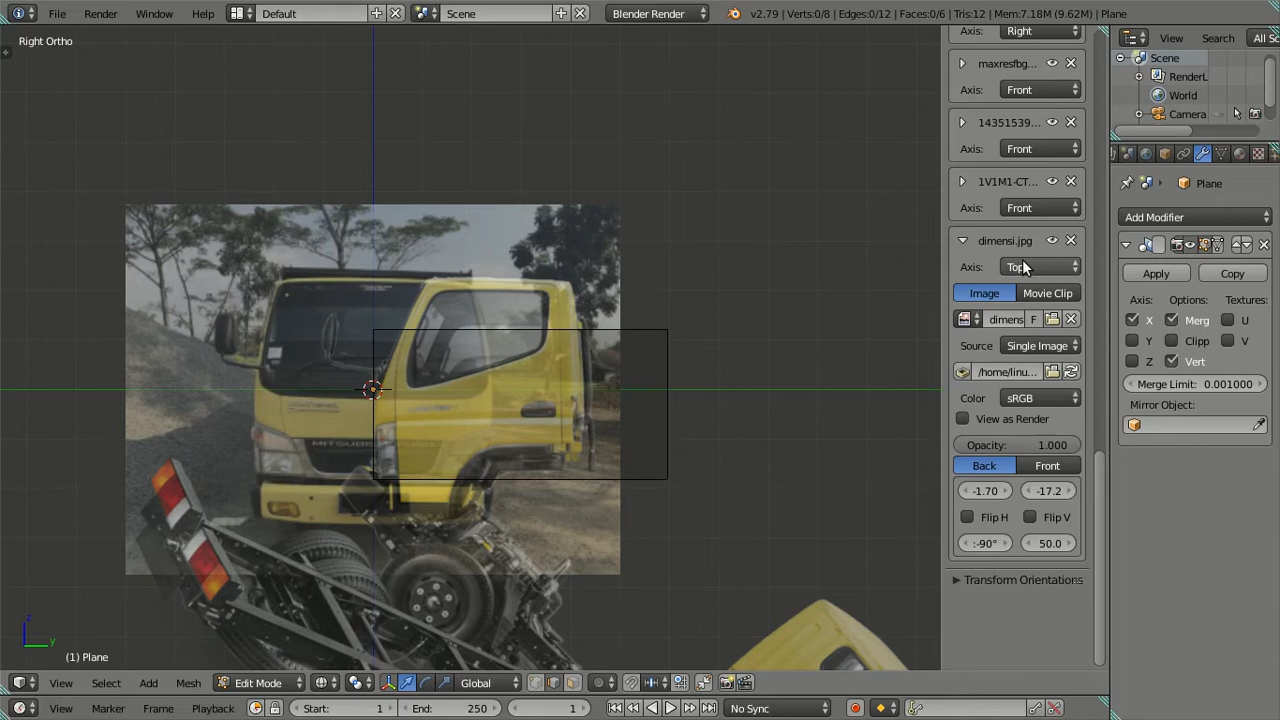 File Render Window Help Default Scene Blender Render v2.79 | Verts:0/8 | Edges:0/12 | Faces:0/6 | Tris:12 | Mem:7.18M (9.62M) | Plane
Right Ortho
Axis: Right
View Search All Sc
Scene
maxresfbg...
RenderL
Axis: Front
World
Camera
14351539...
Axis: Front
1V1M1-CT...
Plane
Axis: Front
Add Modifier
dimensi.jpg
Axis: Top
Apply Copy
Image Movie Clip
Axis: Options: Textures:
dimens F
X Merg U
Source Single Image
Y Clipp V
Z Vert
/home/linu...
Merge Limit: 0.001000
Color sRGB
Mirror Object:
View as Render
Opacity: 1.000
MITSUBISHI
Back Front
-1.70 -17.2
Flip H Flip V
:-90° 50.0
Transform Orientations
z
y
(1) Plane
View Select Add Mesh Edit Mode Global
View Marker Frame Playback Start: 1 End: 250 1 No Sync